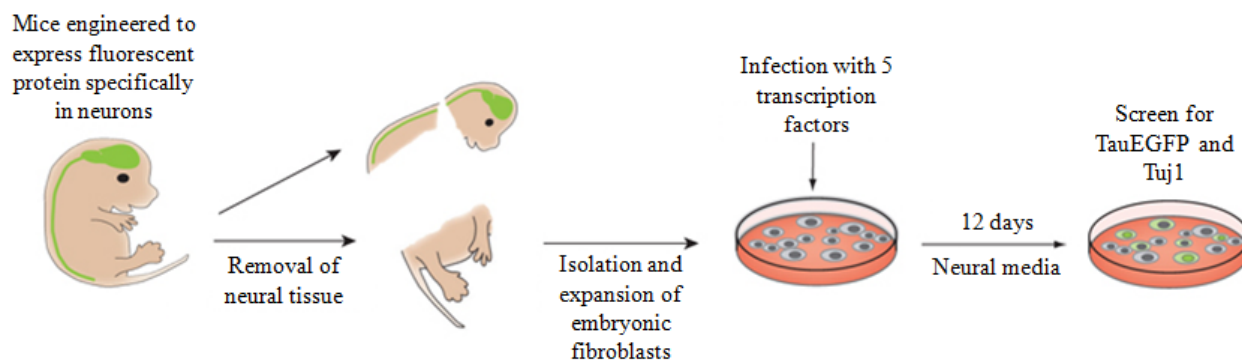 Mice engineered to
express fluorescent
protein specifically
in neurons
Removal of
neural tissue
Isolation and
expansion of
embryonic
fibroblasts
Infection with 5
transcription
factors
12 days
Neural media
Screen for
TauEGFP and
Tuj1